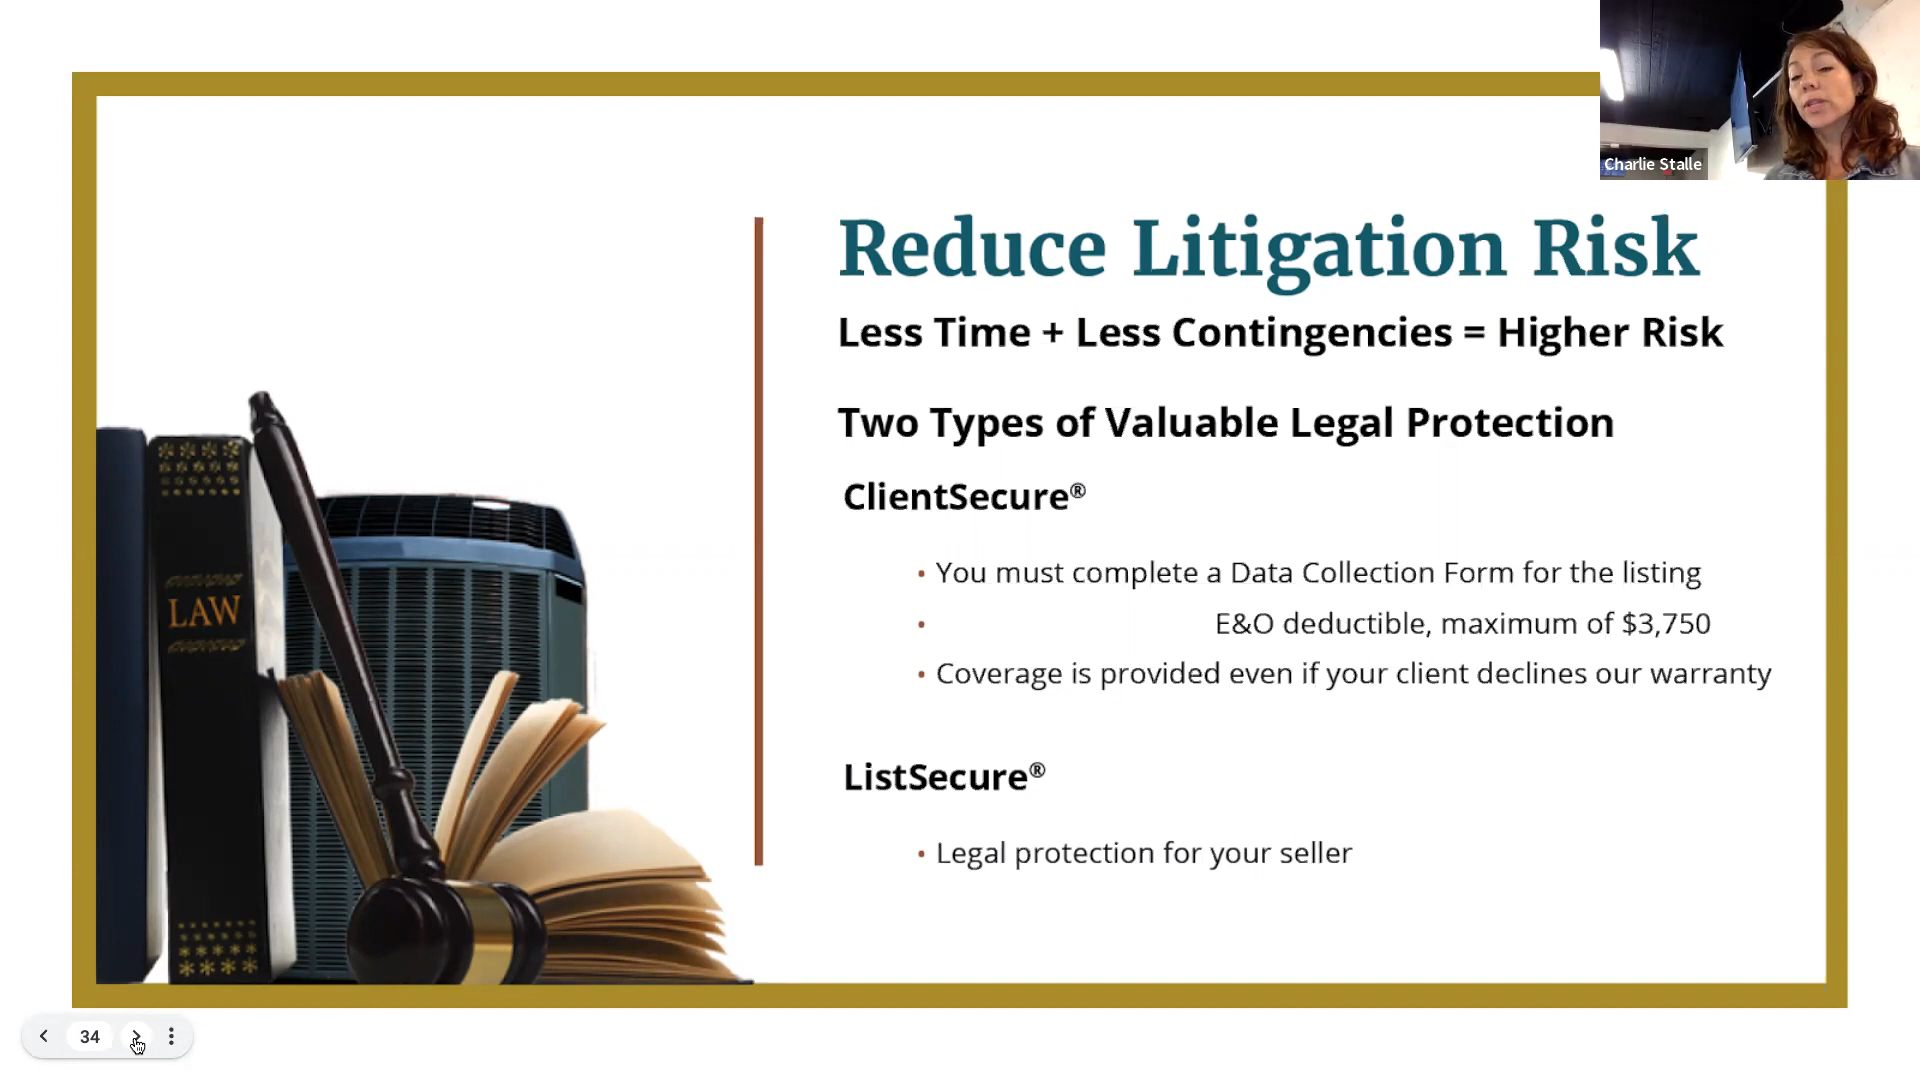 Charlie Stalle
Reduce Litigation Risk
Less Time + Less Contingencies = Higher Risk
Two Types of Valuable Legal Protection
ClientSecure®
• You must complete a Data Collection Form for the listing
• E&O deductible, maximum of $3,750
• Coverage is provided even if your client declines our warranty
ListSecure®
• Legal protection for your seller
LAW
34